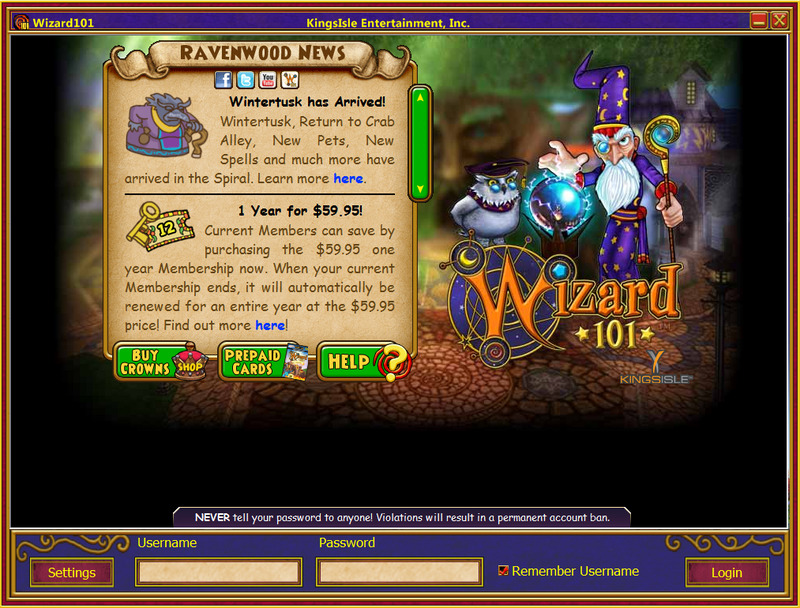 Wizard101
KingsIsle Entertainment, Inc.
RAVENWOOD NEWS
Wintertusk has Arrived!
Wintertusk, Return to Crab
Alley, New Pets, New
Spells and much more have
arrived in the Spiral. Learn more here.
12
1 Year for $59.95!
Current Members can save by
purchasing the $59.95 one
year Membership now. When your current
Membership ends, it will automatically be
renewed for an entire year at the $59.95
price! Find out more here!
BUY
CROWNS
SHOP
PREPAID
CARDS
HELP ?
Wizard
101
KINGSISLE
NEVER tell your password to anyone! Violations will result in a permanent account ban.
Username
Password
Settings
Remember Username
Login